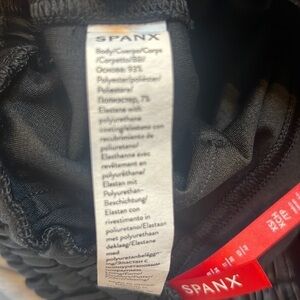 SPANX
Body/Cuerpo/Corps
/Corpetto/BB/
Основа: 93%
Polyester/poliéster/
Polyestere/
Полиэстер, 7%
Elastane with
polyurethane
coating/elastano con
recubrimiento de
poliuretano/
Elasthanne avec
revêtement en
polyuréthane/
Elastan mit
Polyurethan-
Beschichtung/
Elastan con
rivestimento in
poliuretano/Elastaan
met polyurethaan
deklaag/Elastane
med
SPANX